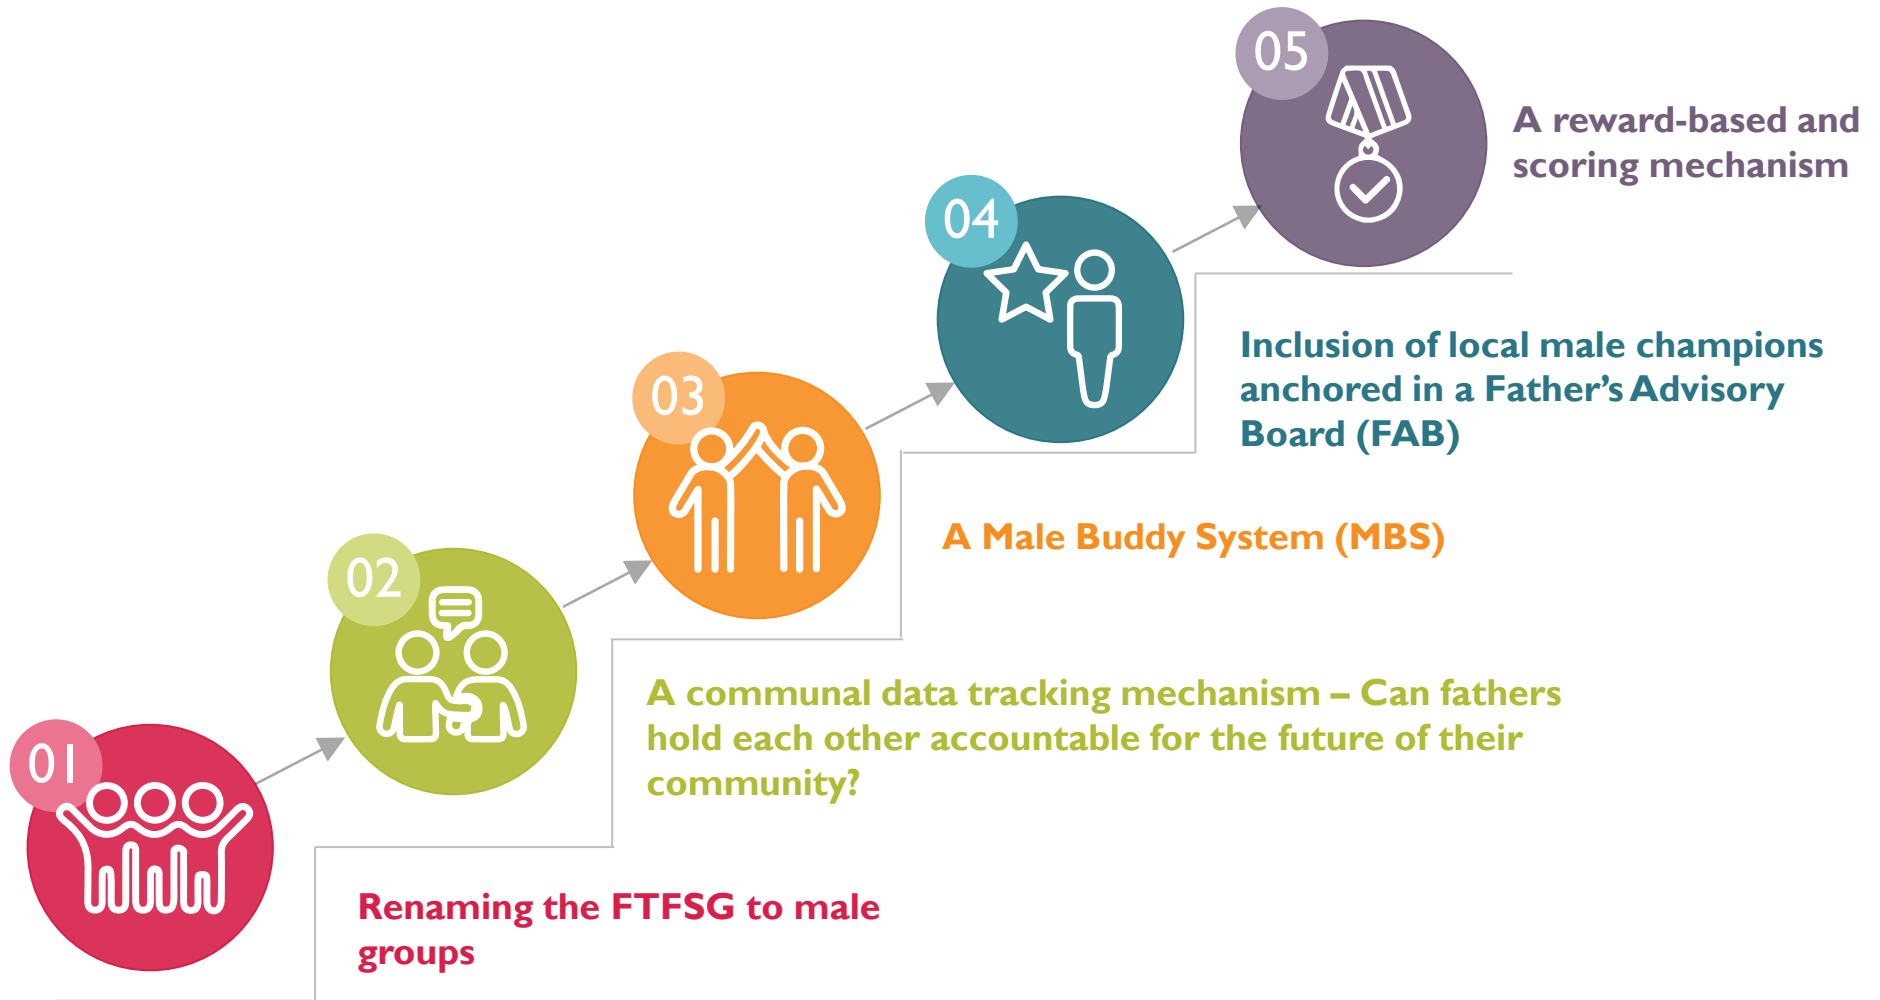 01
Renaming the FTFSG to male
groups
02
A communal data tracking mechanism – Can fathers
hold each other accountable for the future of their
community?
03
A Male Buddy System (MBS)
04
Inclusion of local male champions
anchored in a Father’s Advisory
Board (FAB)
05
A reward-based and
scoring mechanism